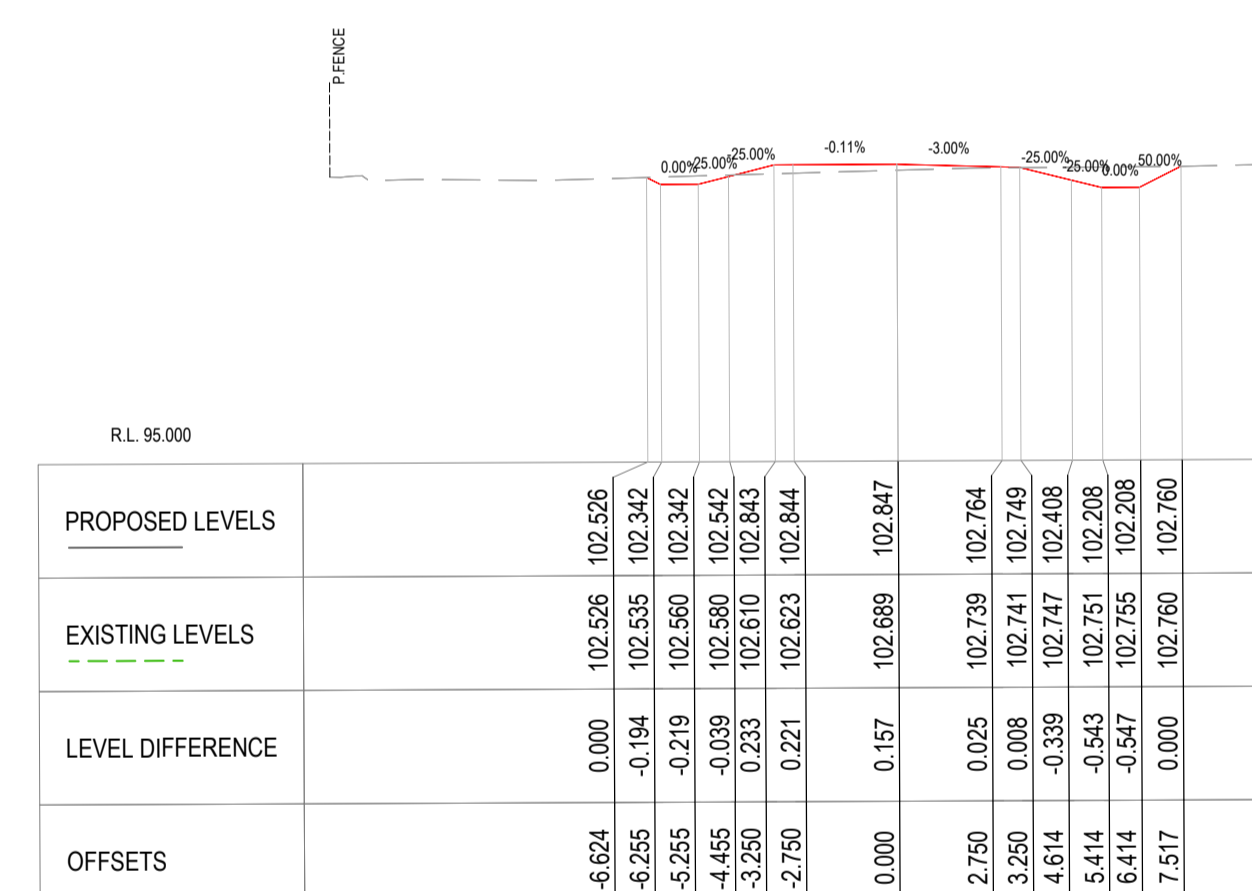 P.FENCE
0.00%
-25.00%
-25.00%
-0.11%
-3.00%
-25.00%
-25.00%
0.00%
50.00%
R.L. 95.000
PROPOSED LEVELS 102.526 102.342 102.342 102.542 102.843 102.844 102.847 102.764 102.749 102.408 102.208 102.208 102.760
EXISTING LEVELS 102.526 102.535 102.560 102.580 102.610 102.623 102.689 102.739 102.741 102.747 102.751 102.755 102.760
LEVEL DIFFERENCE 0.000 -0.194 -0.219 -0.039 0.233 0.221 0.157 0.025 0.008 -0.339 -0.543 -0.547 0.000
OFFSETS -6.624 -6.255 -5.255 -4.455 -3.250 -2.750 0.000 2.750 3.250 4.614 5.414 6.414 7.517